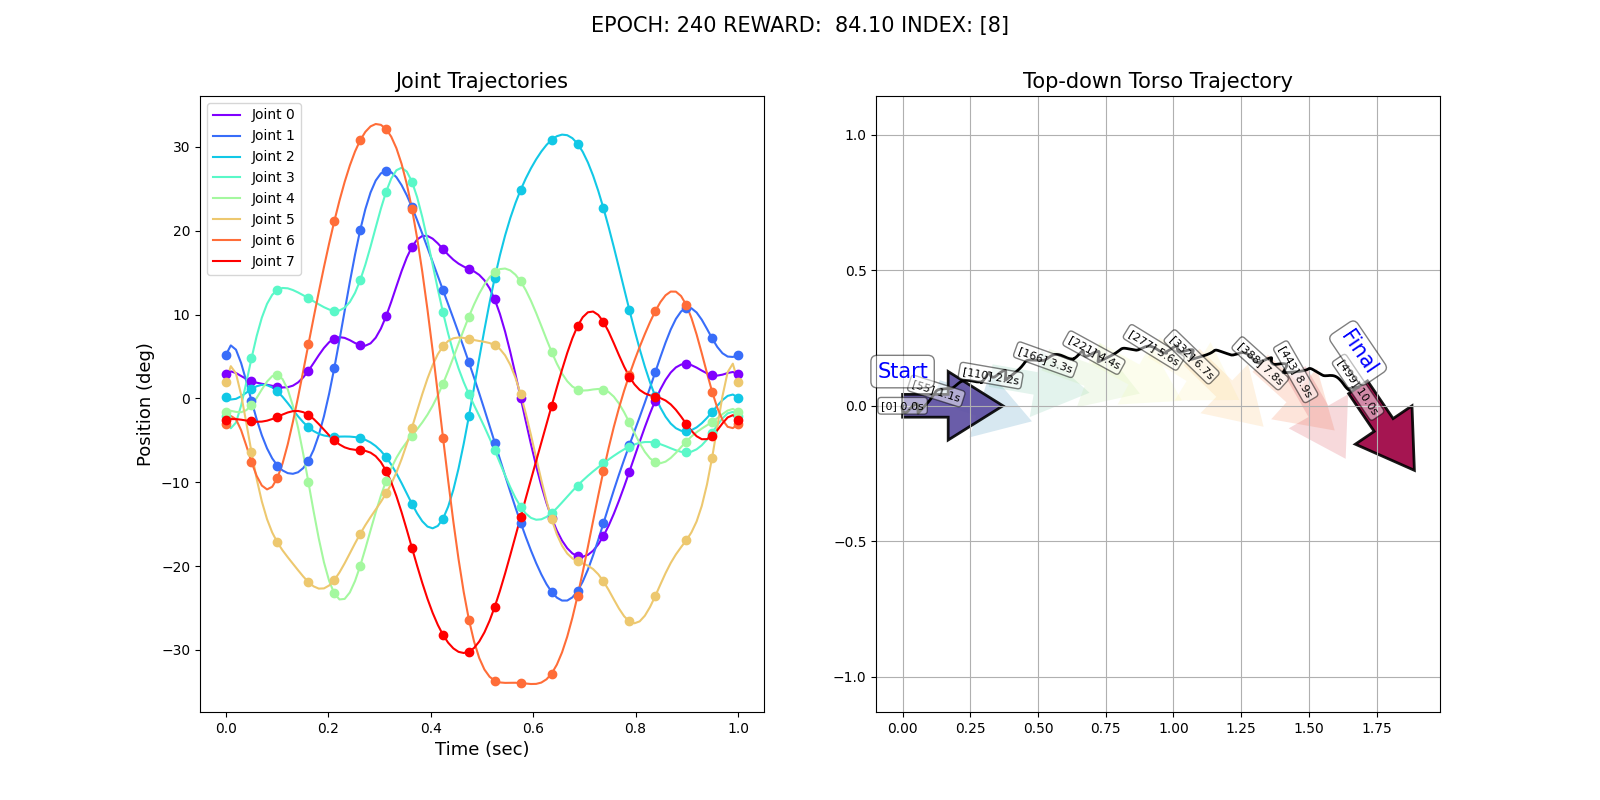 EPOCH: 240 REWARD:  84.10 INDEX: [8]
Joint Trajectories
Joint 0
Joint 1
Joint 2
Joint 3
Joint 4
Joint 5
Joint 6
Joint 7
30
20
10
0
−10
−20
−30
Position (deg)
0.0 0.2 0.4 0.6 0.8 1.0
Time (sec)
Top-down Torso Trajectory
1.0
0.5
0.0
−0.5
−1.0
Start
[0] 0.0s
[55] 1.1s
[110] 2.2s
[166] 3.3s
[221] 4.4s
[277] 5.6s
[332] 6.7s
[388] 7.8s
[443] 8.9s
[499] 10.0s
Final
0.00 0.25 0.50 0.75 1.00 1.25 1.50 1.75